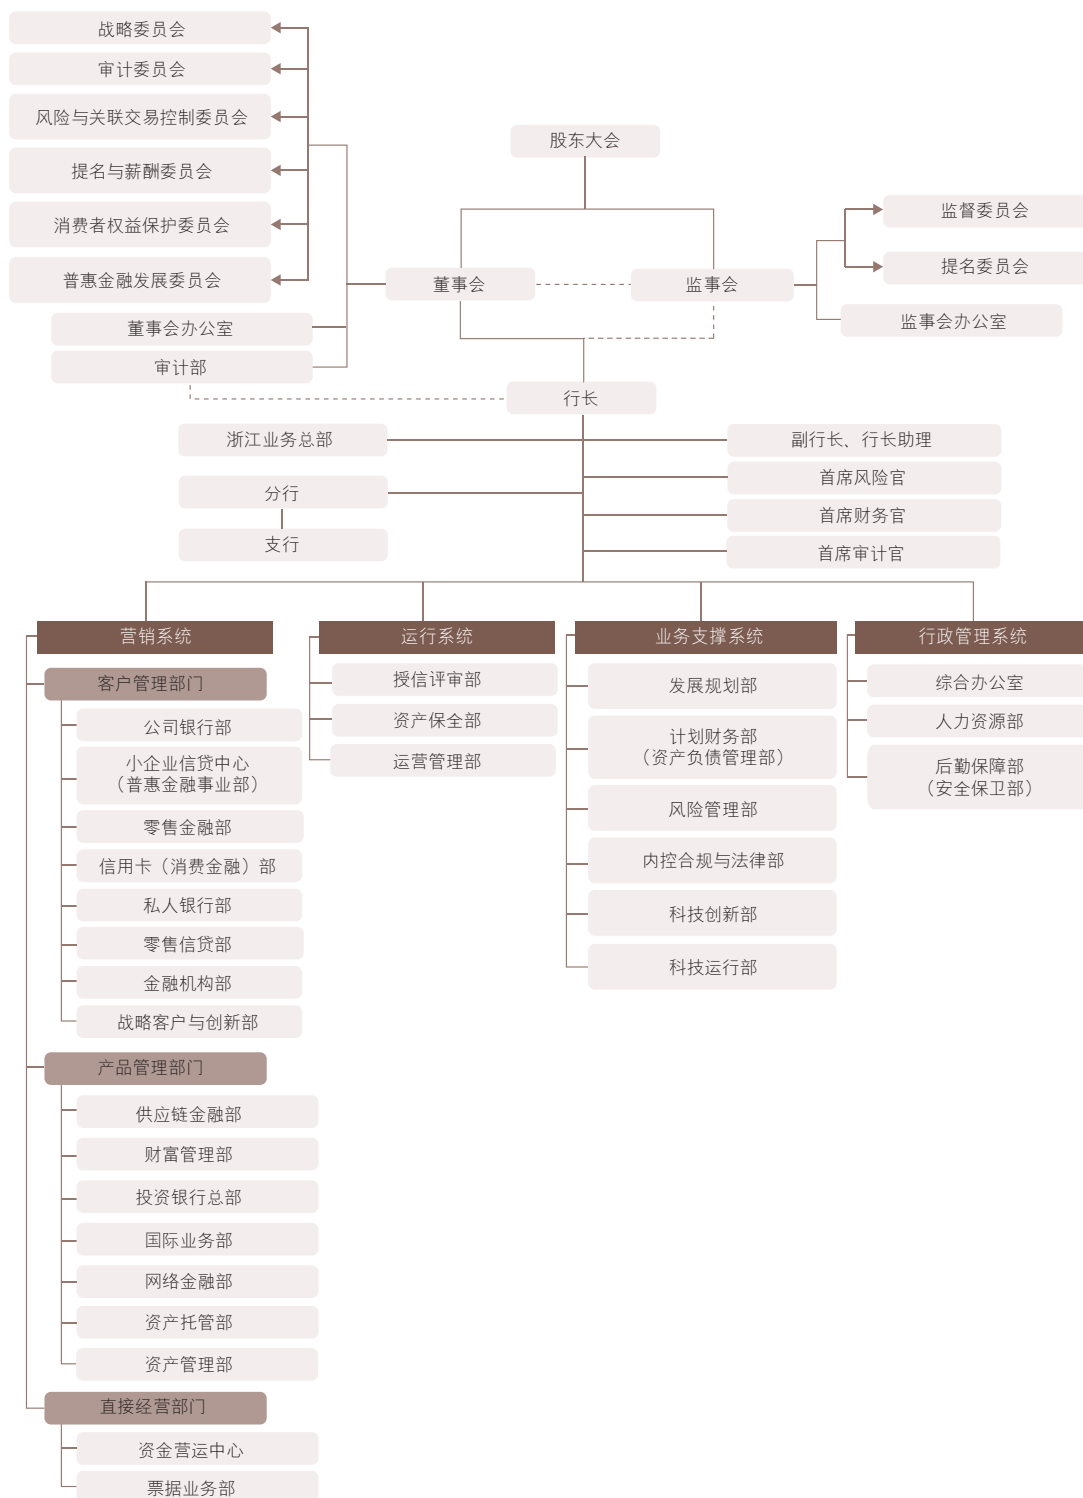 战略委员会
审计委员会
风险与关联交易控制委员会
提名与薪酬委员会
消费者权益保护委员会
普惠金融发展委员会
董事会办公室
审计部
股东大会
董事会
监事会
监督委员会
提名委员会
监事会办公室
行长
浙江业务总部
分行
支行
副行长、行长助理
首席风险官
首席财务官
首席审计官
营销系统
客户管理部门
公司银行部
小企业信贷中心
（普惠金融事业部）
零售金融部
信用卡（消费金融）部
私人银行部
零售信贷部
金融机构部
战略客户与创新部
产品管理部门
供应链金融部
财富管理部
投资银行总部
国际业务部
网络金融部
资产托管部
资产管理部
直接经营部门
资金营运中心
票据业务部
运行系统
授信评审部
资产保全部
运营管理部
业务支撑系统
发展规划部
计划财务部
（资产负债管理部）
风险管理部
内控合规与法律部
科技创新部
科技运行部
行政管理系统
综合办公室
人力资源部
后勤保障部
（安全保卫部）